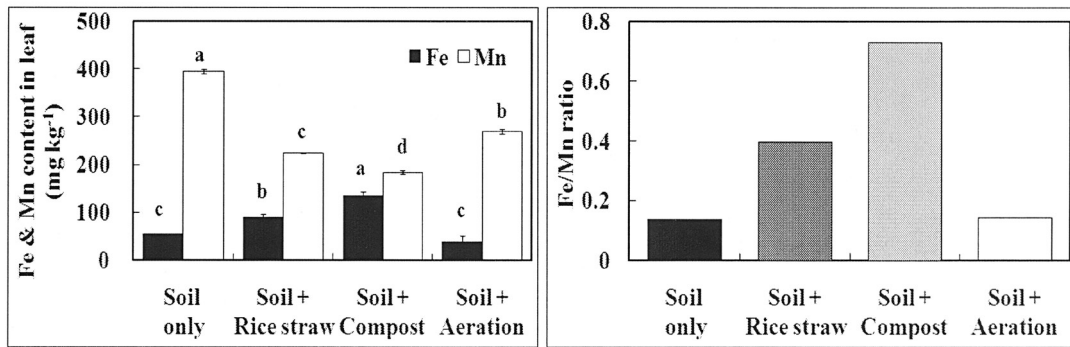 Fe & Mn content in leaf
(mg kg-1)
500
400
300
200
100
0
Fe Mn
c a
b c
a d
c b
Soil
only
Soil +
Rice straw
Soil +
Compost
Soil +
Aeration
Fe/Mn ratio
0.8
0.6
0.4
0.2
0
Soil
only
Soil +
Rice straw
Soil +
Compost
Soil +
Aeration